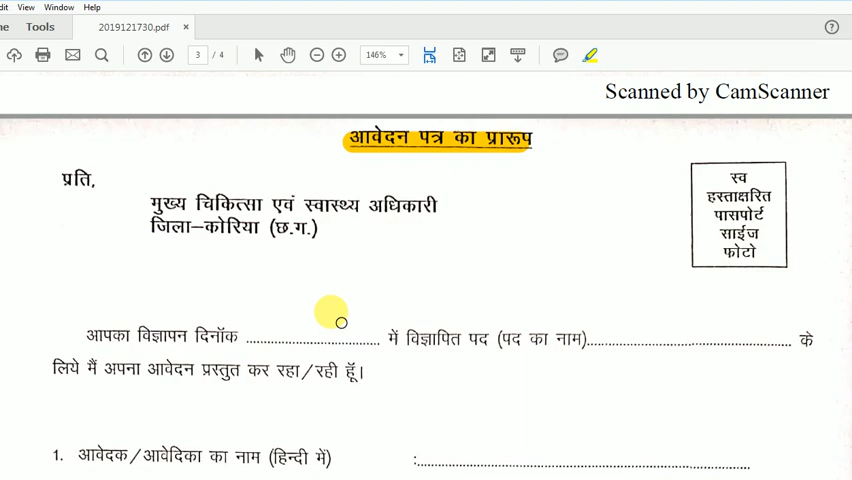 dit View Window Help
me Tools 2019121730.pdf ×
3 / 4 146%
Scanned by CamScanner
आवेदन पत्र का प्रारूप
प्रति,
मुख्य चिकित्सा एवं स्वास्थ्य अधिकारी
जिला–कोरिया (छ.ग.)
स्व
हस्ताक्षरित
पासपोर्ट
साईज
फोटो
आपका विज्ञापन दिनॉक ................................. में विज्ञापित पद (पद का नाम)................................................... के
लिये मैं अपना आवेदन प्रस्तुत कर रहा/रही हूॅं।
1. आवेदक/आवेदिका का नाम (हिन्दी में) :....................................................................................